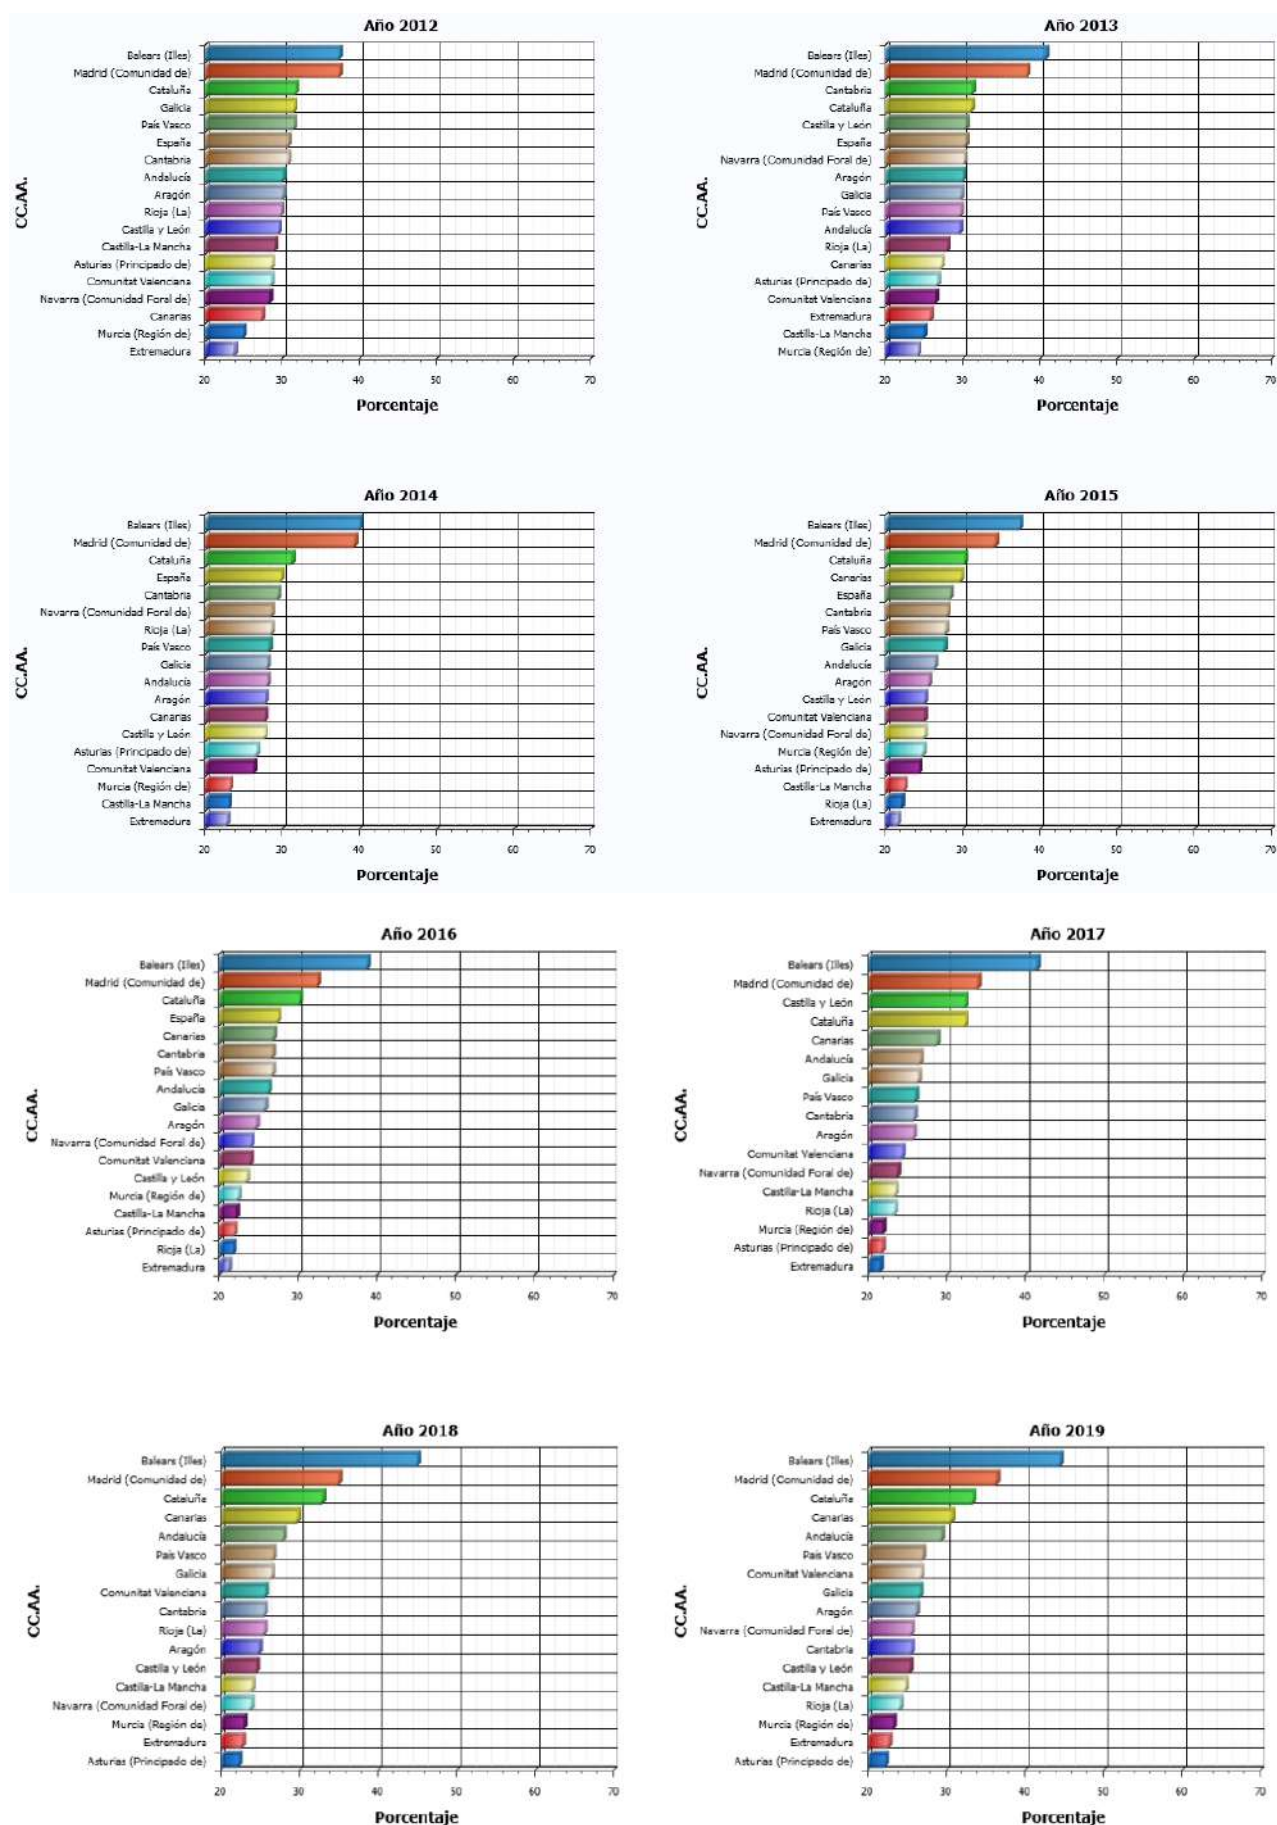 Año 2012
CC.AA.
Balears (Illes)
Madrid (Comunidad de)
Cataluña
Galicia
País Vasco
España
Cantabria
Andalucía
Aragón
Rioja (La)
Castilla y León
Castilla-La Mancha
Asturias (Principado de)
Comunitat Valenciana
Navarra (Comunidad Foral de)
Canarias
Murcia (Región de)
Extremadura
20 30 40 50 60 70
Porcentaje
Año 2013
CC.AA.
Balears (Illes)
Madrid (Comunidad de)
Cantabria
Cataluña
Castilla y León
España
Navarra (Comunidad Foral de)
Aragón
Galicia
País Vasco
Andalucía
Rioja (La)
Canarias
Asturias (Principado de)
Comunitat Valenciana
Extremadura
Castilla-La Mancha
Murcia (Región de)
20 30 40 50 60 70
Porcentaje
Año 2014
CC.AA.
Balears (Illes)
Madrid (Comunidad de)
Cataluña
España
Cantabria
Navarra (Comunidad Foral de)
Rioja (La)
País Vasco
Galicia
Andalucía
Aragón
Canarias
Castilla y León
Asturias (Principado de)
Comunitat Valenciana
Murcia (Región de)
Castilla-La Mancha
Extremadura
20 30 40 50 60 70
Porcentaje
Año 2015
CC.AA.
Balears (Illes)
Madrid (Comunidad de)
Cataluña
Canarias
España
Cantabria
País Vasco
Galicia
Andalucía
Aragón
Castilla y León
Comunitat Valenciana
Navarra (Comunidad Foral de)
Murcia (Región de)
Asturias (Principado de)
Castilla-La Mancha
Rioja (La)
Extremadura
20 30 40 50 60 70
Porcentaje
Año 2016
CC.AA.
Balears (Illes)
Madrid (Comunidad de)
Cataluña
España
Canarias
Cantabria
País Vasco
Andalucía
Galicia
Aragón
Navarra (Comunidad Foral de)
Comunitat Valenciana
Castilla y León
Murcia (Región de)
Castilla-La Mancha
Asturias (Principado de)
Rioja (La)
Extremadura
20 30 40 50 60 70
Porcentaje
Año 2017
CC.AA.
Balears (Illes)
Madrid (Comunidad de)
Castilla y León
Cataluña
Canarias
Andalucía
Galicia
País Vasco
Cantabria
Aragón
Comunitat Valenciana
Navarra (Comunidad Foral de)
Castilla-La Mancha
Rioja (La)
Murcia (Región de)
Asturias (Principado de)
Extremadura
20 30 40 50 60 70
Porcentaje
Año 2018
CC.AA.
Balears (Illes)
Madrid (Comunidad de)
Cataluña
Canarias
Andalucía
País Vasco
Galicia
Comunitat Valenciana
Cantabria
Rioja (La)
Aragón
Castilla y León
Castilla-La Mancha
Navarra (Comunidad Foral de)
Murcia (Región de)
Extremadura
Asturias (Principado de)
20 30 40 50 60 70
Porcentaje
Año 2019
CC.AA.
Balears (Illes)
Madrid (Comunidad de)
Cataluña
Canarias
Andalucía
País Vasco
Comunitat Valenciana
Galicia
Aragón
Navarra (Comunidad Foral de)
Cantabria
Castilla y León
Castilla-La Mancha
Rioja (La)
Murcia (Región de)
Extremadura
Asturias (Principado de)
20 30 40 50 60 70
Porcentaje